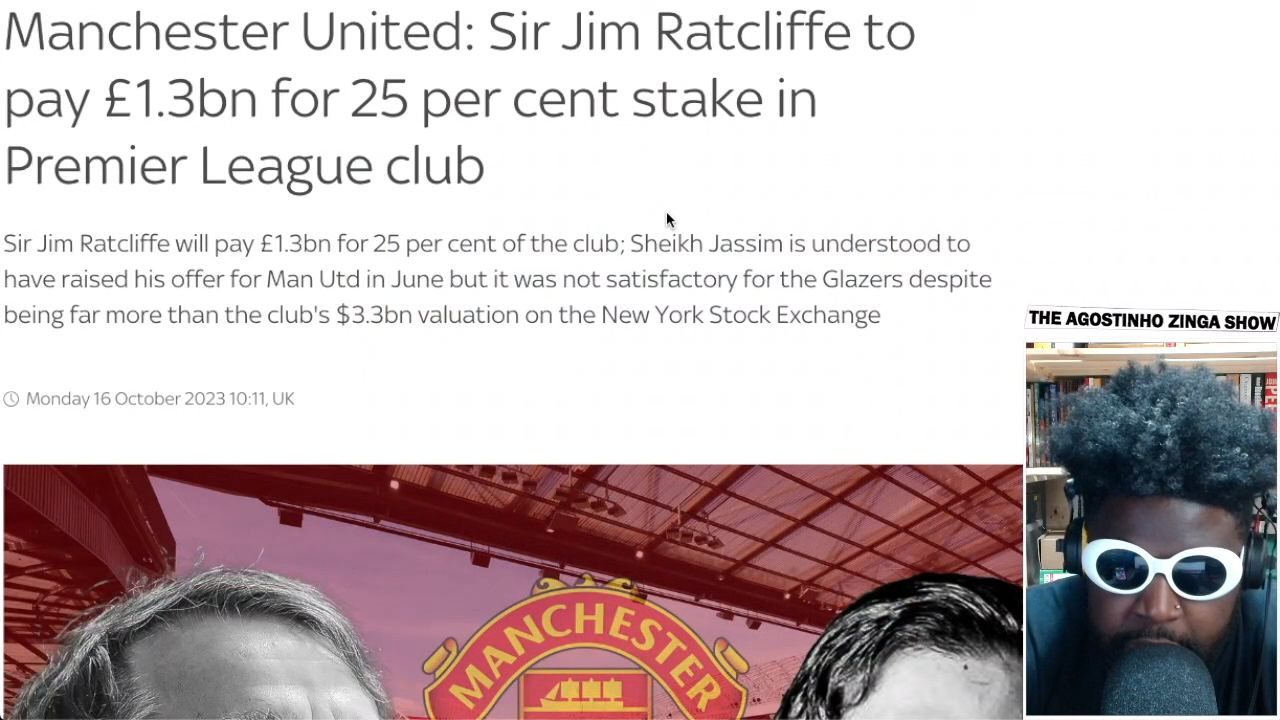 Manchester United: Sir Jim Ratcliffe to
pay £1.3bn for 25 per cent stake in
Premier League club
Sir Jim Ratcliffe will pay £1.3bn for 25 per cent of the club; Sheikh Jassim is understood to
have raised his offer for Man Utd in June but it was not satisfactory for the Glazers despite
being far more than the club's $3.3bn valuation on the New York Stock Exchange
Monday 16 October 2023 10:11, UK
MANCHESTER
THE AGOSTINHO ZINGA SHOW